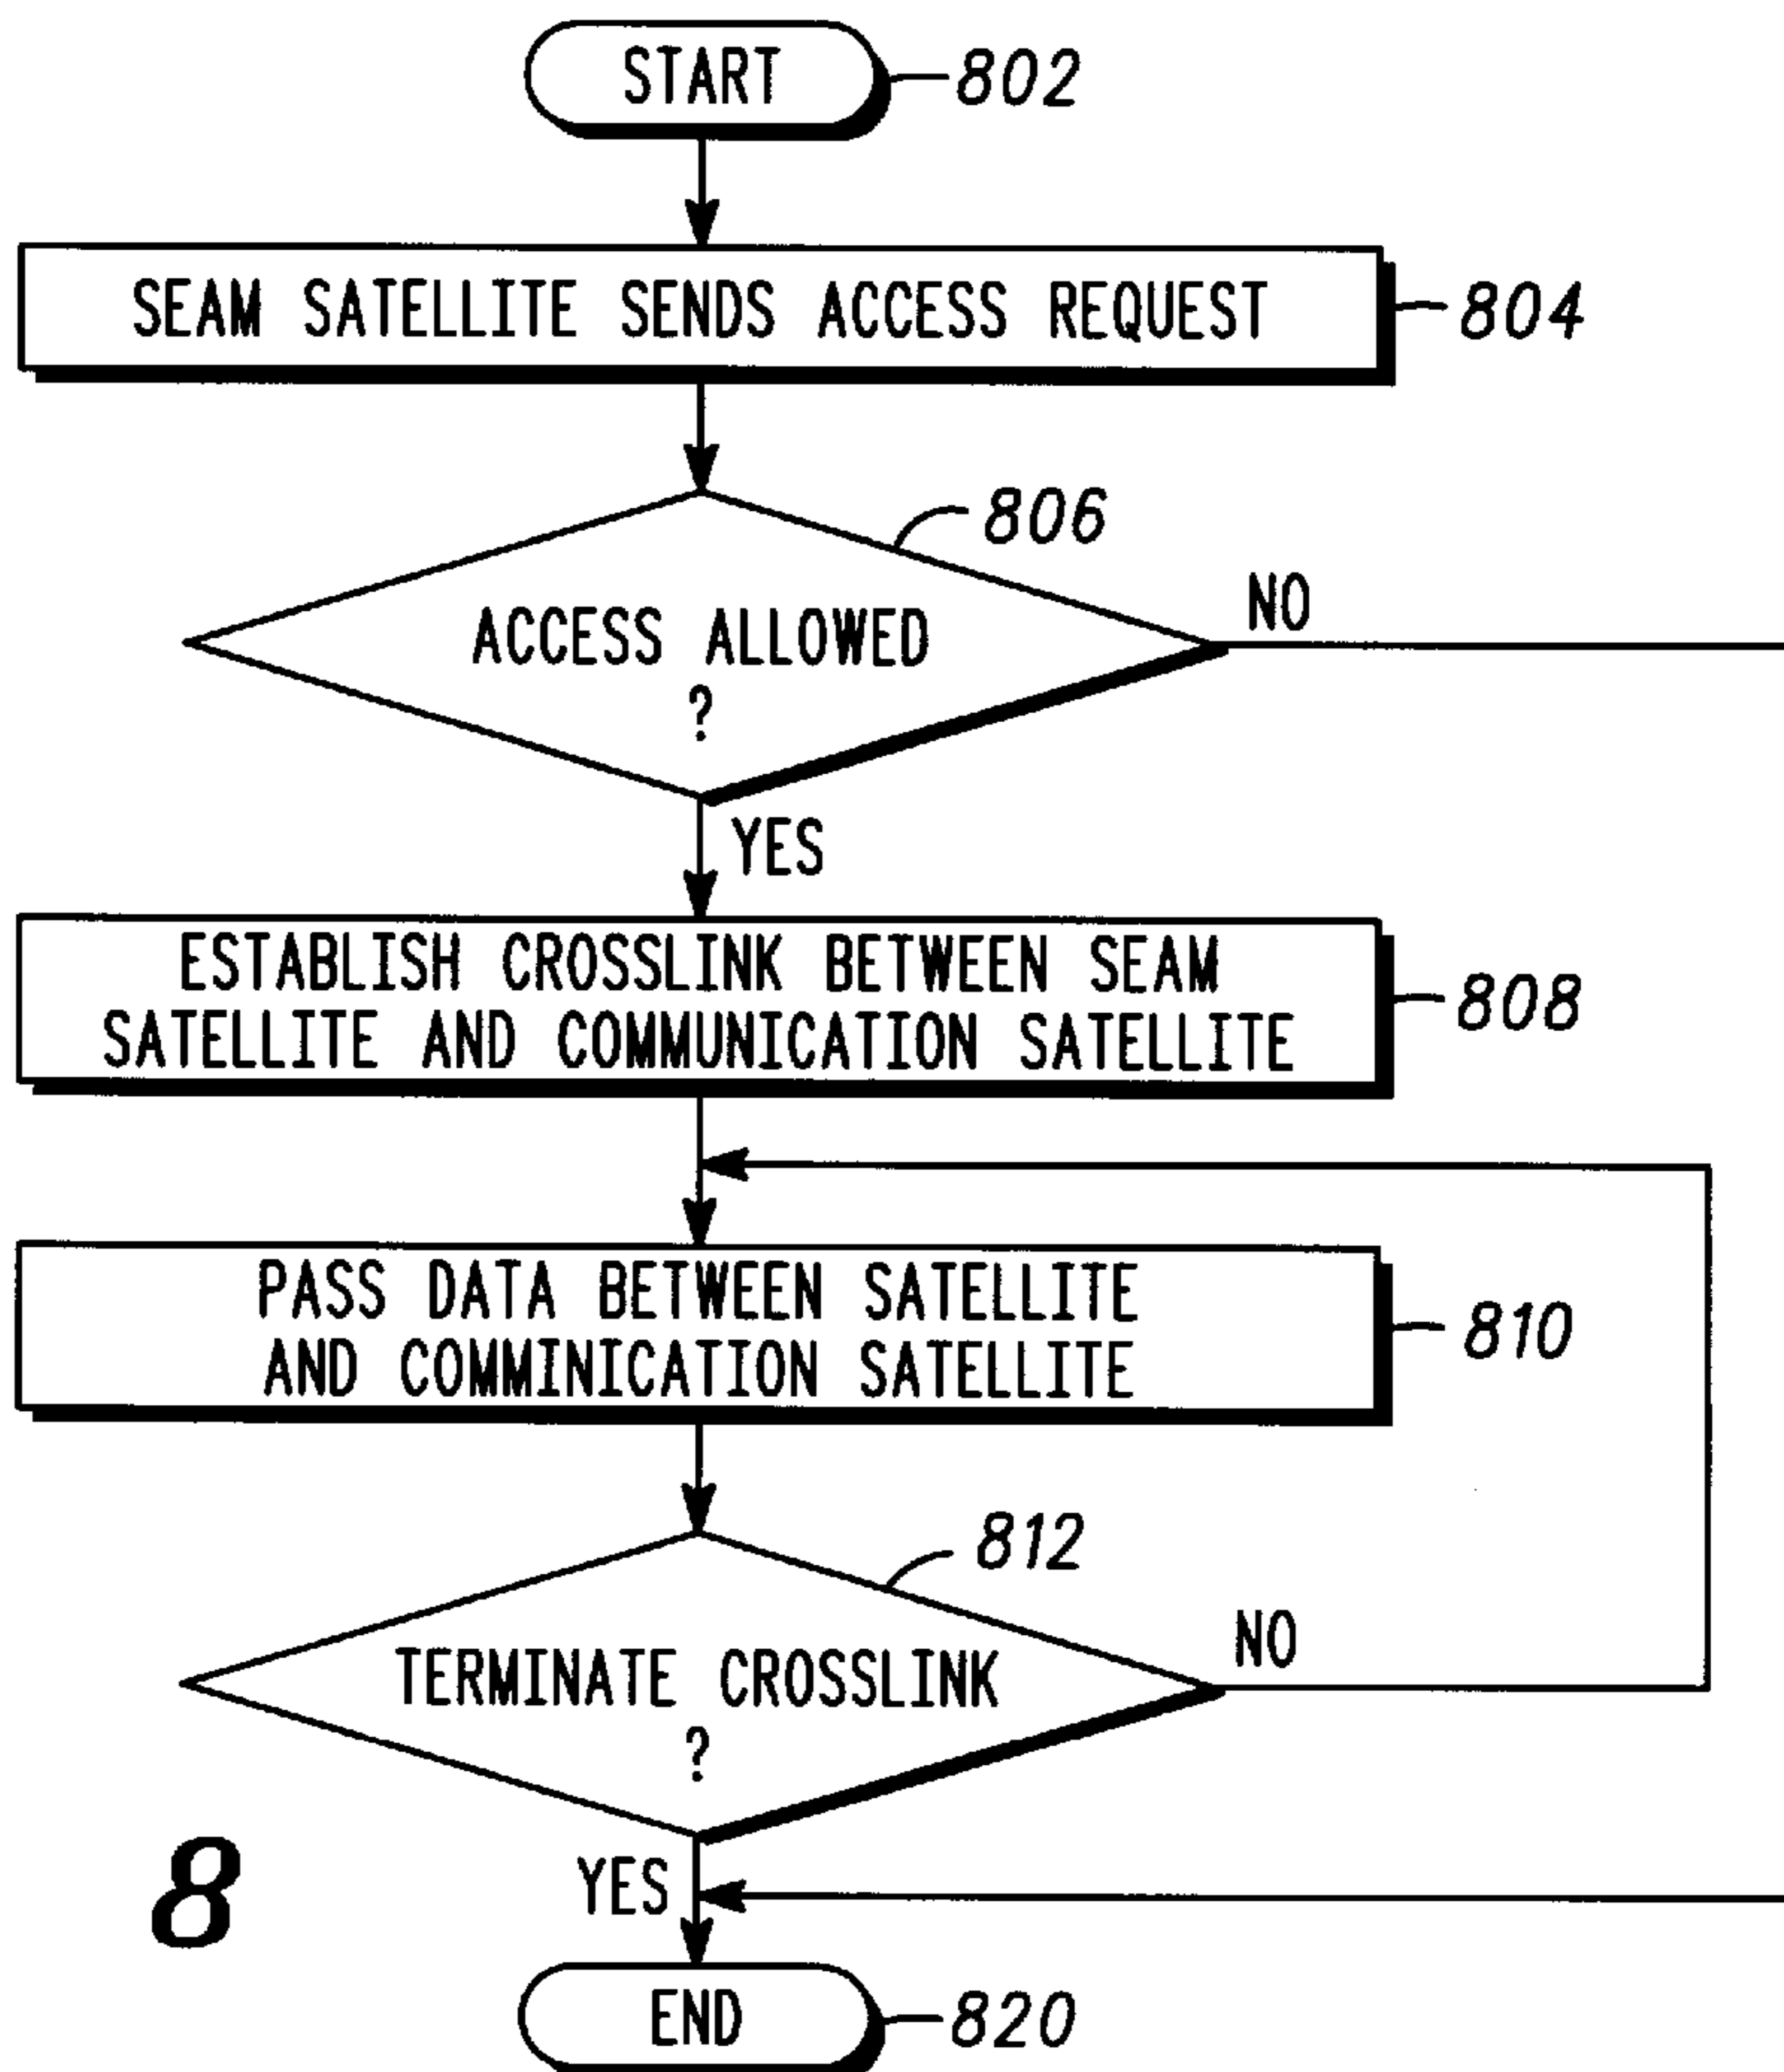 START
802
SEAM SATELLITE SENDS ACCESS REQUEST
804
806
ACCESS ALLOWED
?
NO
YES
ESTABLISH CROSSLINK BETWEEN SEAM
SATELLITE AND COMMUNICATION SATELLITE
808
PASS DATA BETWEEN SATELLITE
AND COMMINICATION SATELLITE
810
812
TERMINATE CROSSLINK
?
NO
YES
8
END
820